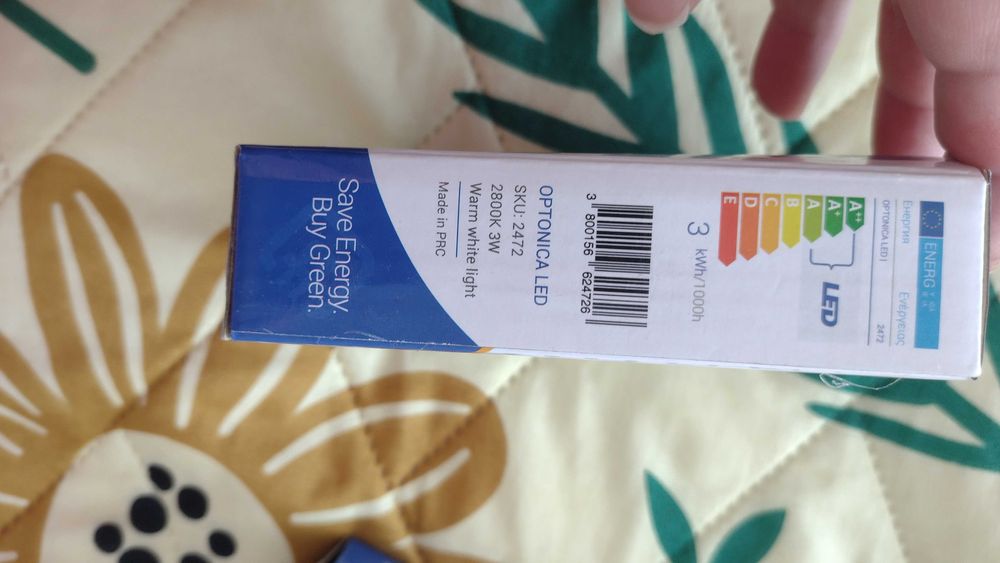 ENERG
Енергия Ενέργειας
OPTONICA LED 2472
A++
A+
A
B
C
D
E
LED
3 kWh/1000h
3 800156 624726
OPTONICA LED
SKU: 2472
2800K 3W
Warm white light
Made in PRC
Save Energy.
Buy Green.